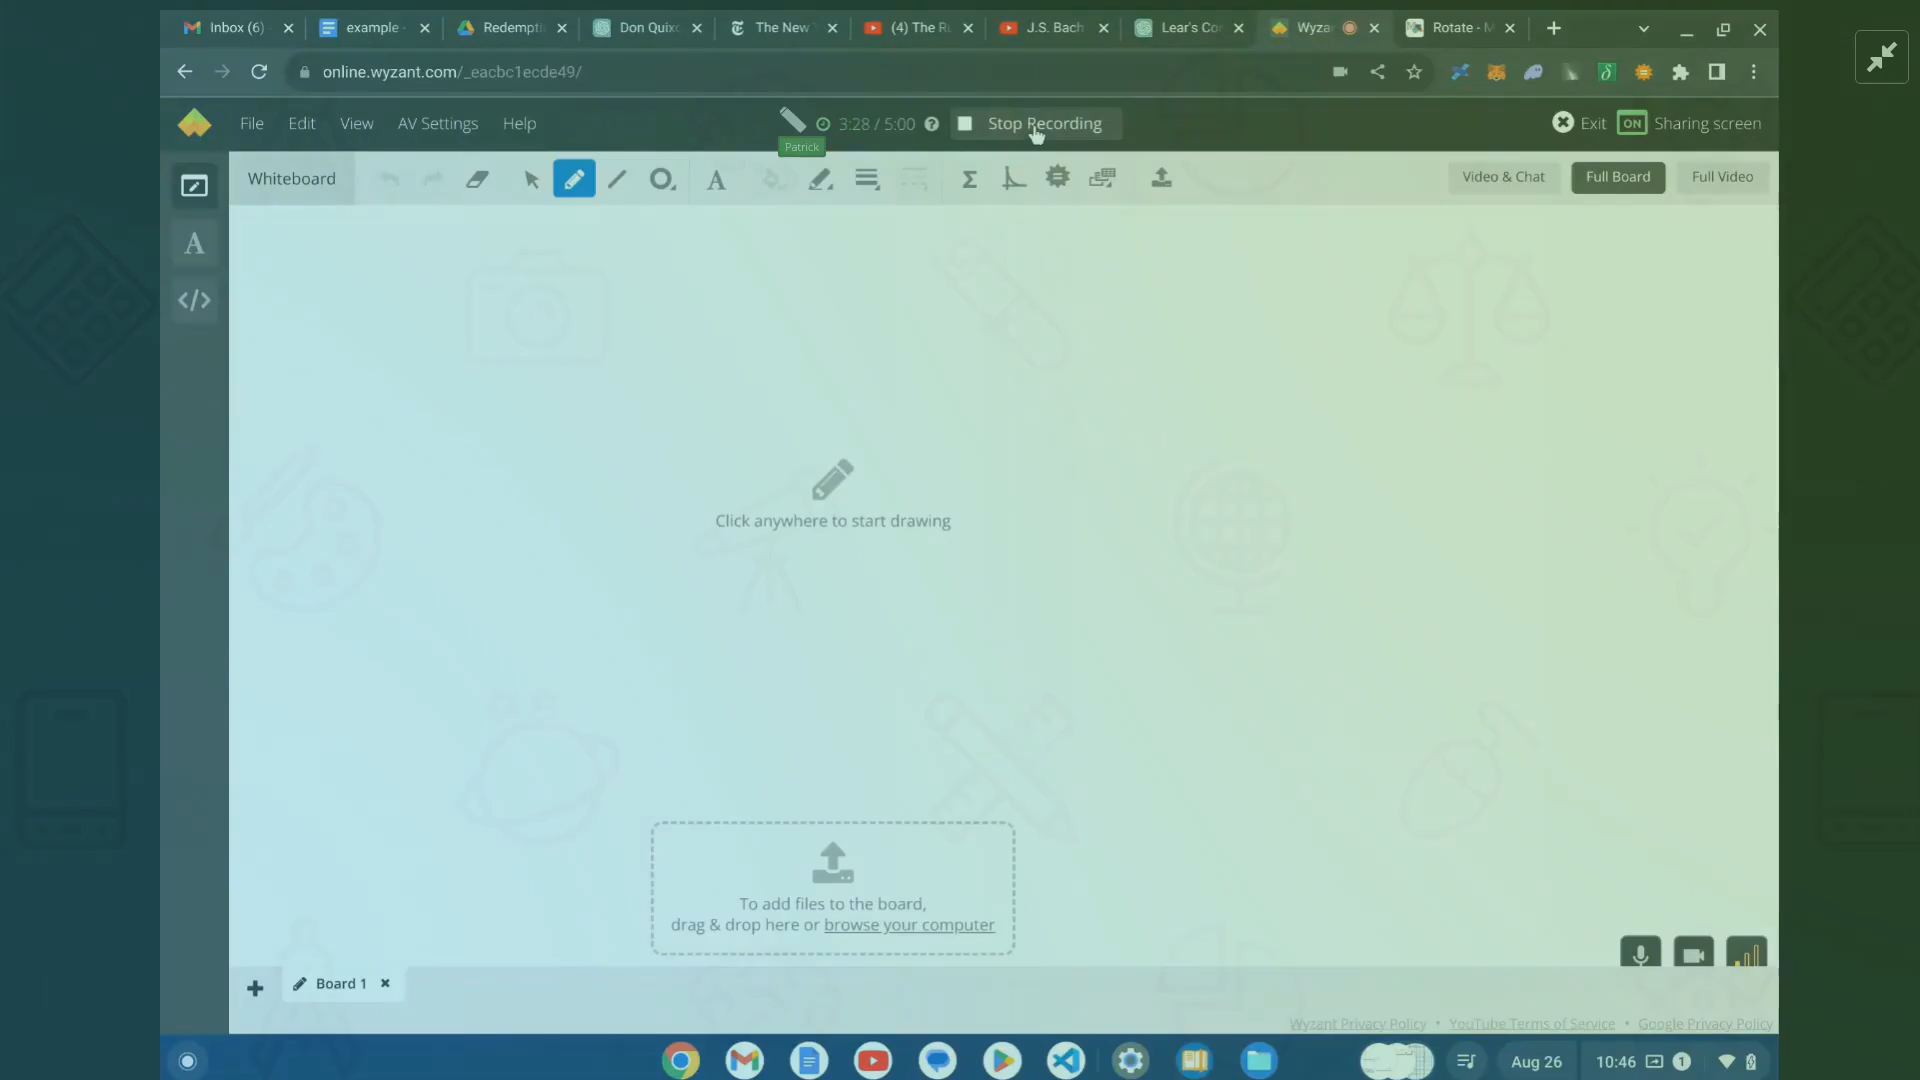 Inbox (6)
example -
Redempti
Don Quixo
The New
(4) The R
J.S. Bach
Lear's Co
Wyza
Rotate - M
online.wyzant.com/_eacbc1ecde49/
File Edit View AV Settings Help
3:28 / 5:00
Stop Recording
Exit ON Sharing screen
Patrick
Whiteboard
Video & Chat Full Board Full Video
Click anywhere to start drawing
To add files to the board,
drag & drop here or browse your computer
Board 1
Wyzant Privacy Policy • YouTube Terms of Service • Google Privacy Policy
Aug 26 10:46 1